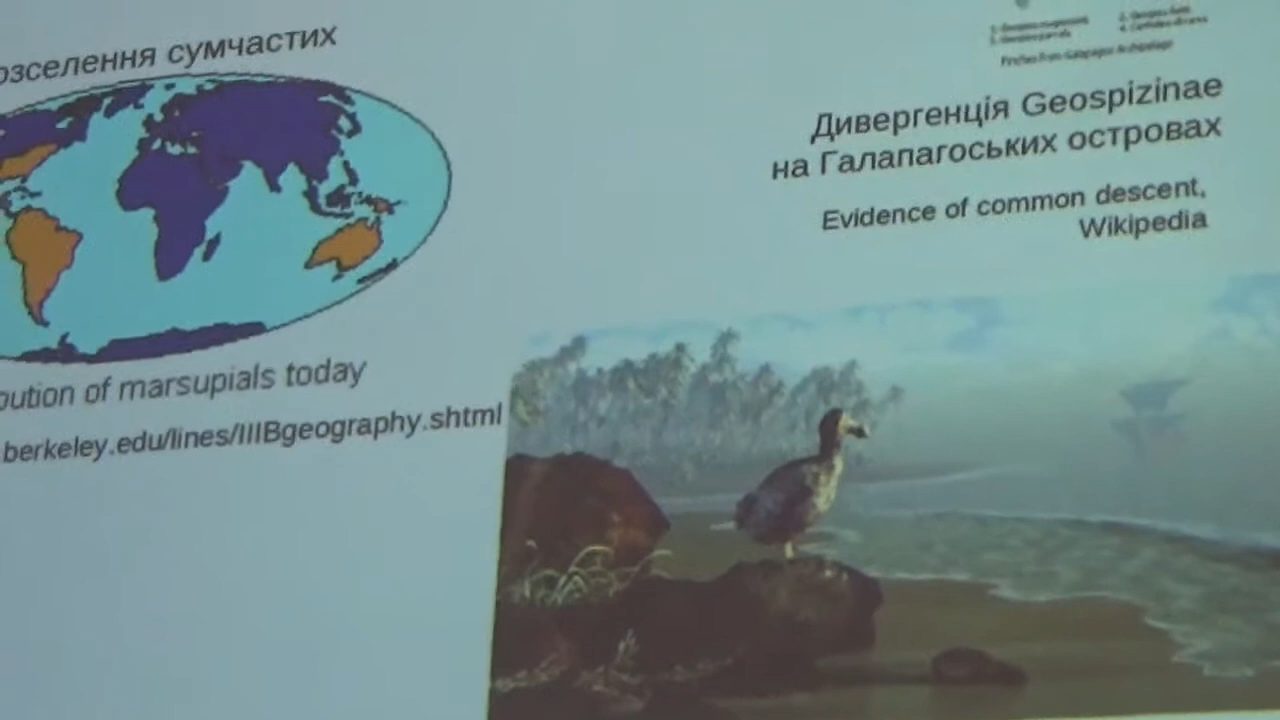 озселення сумчастих
bution of marsupials today
berkeley.edu/lines/IIIBgeography.shtml
Finches from Galapagos Archipelago
Дивергенція Geospizinae
на Галапагоських островах
Evidence of common descent,
Wikipedia